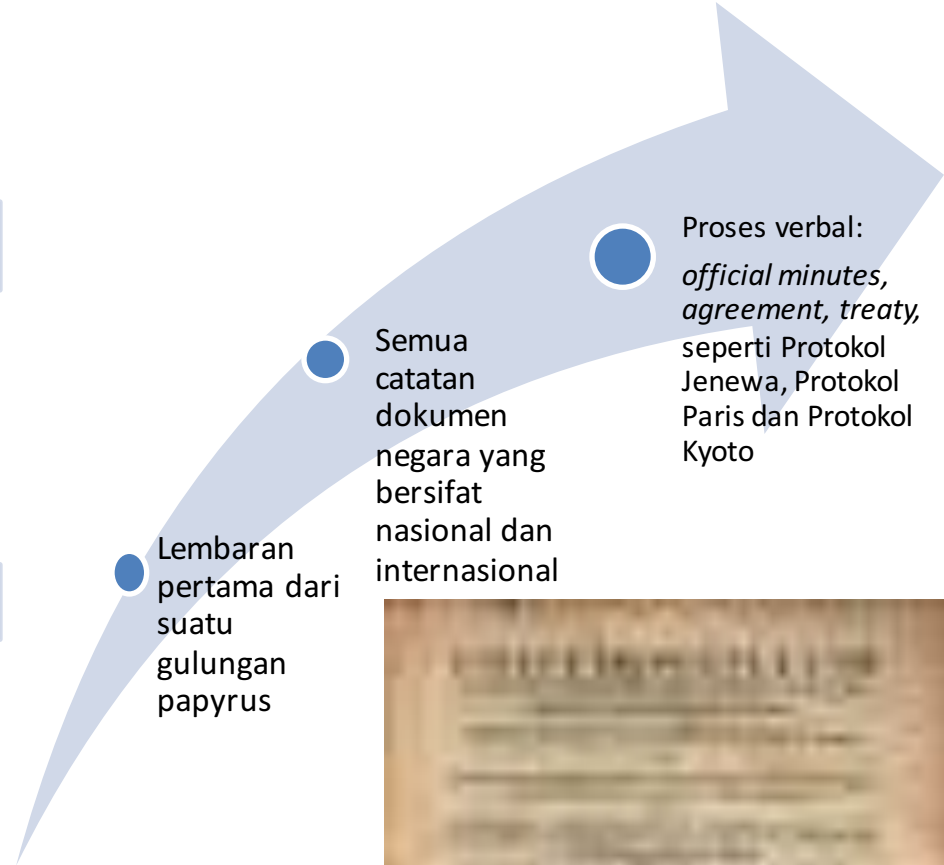 Lembaran
pertama dari
suatu
gulungan
papyrus
Semua
catatan
dokumen
negara yang
bersifat
nasional dan
internasional
Proses verbal:
official minutes,
agreement, treaty,
seperti Protokol
Jenewa, Protokol
Paris dan Protokol
Kyoto